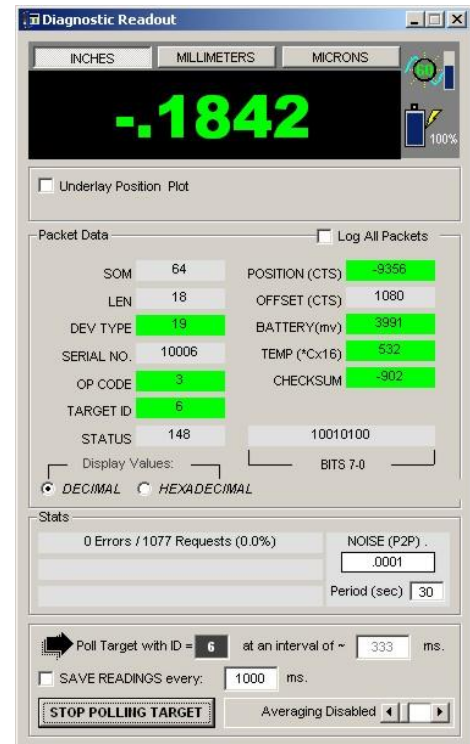 Diagnostic Readout
INCHES MILLIMETERS MICRONS
60
-.1842
100%
Underlay Position Plot
Packet Data Log All Packets
SOM 64 POSITION (CTS) -9356
LEN 18 OFFSET (CTS) 1080
DEV TYPE 19 BATTERY(mv) 3991
SERIAL NO. 10006 TEMP (*Cx16) 532
OP CODE 3 CHECKSUM -902
TARGET ID 6
STATUS 148 10010100
Display Values: BITS 7-0
DECIMAL HEXADECIMAL
Stats
0 Errors / 1077 Requests (0.0%) NOISE (P2P) .
.0001
Period (sec) 30
Poll Target with ID = 6 at an interval of ~ 333 ms.
SAVE READINGS every: 1000 ms.
STOP POLLING TARGET Averaging Disabled